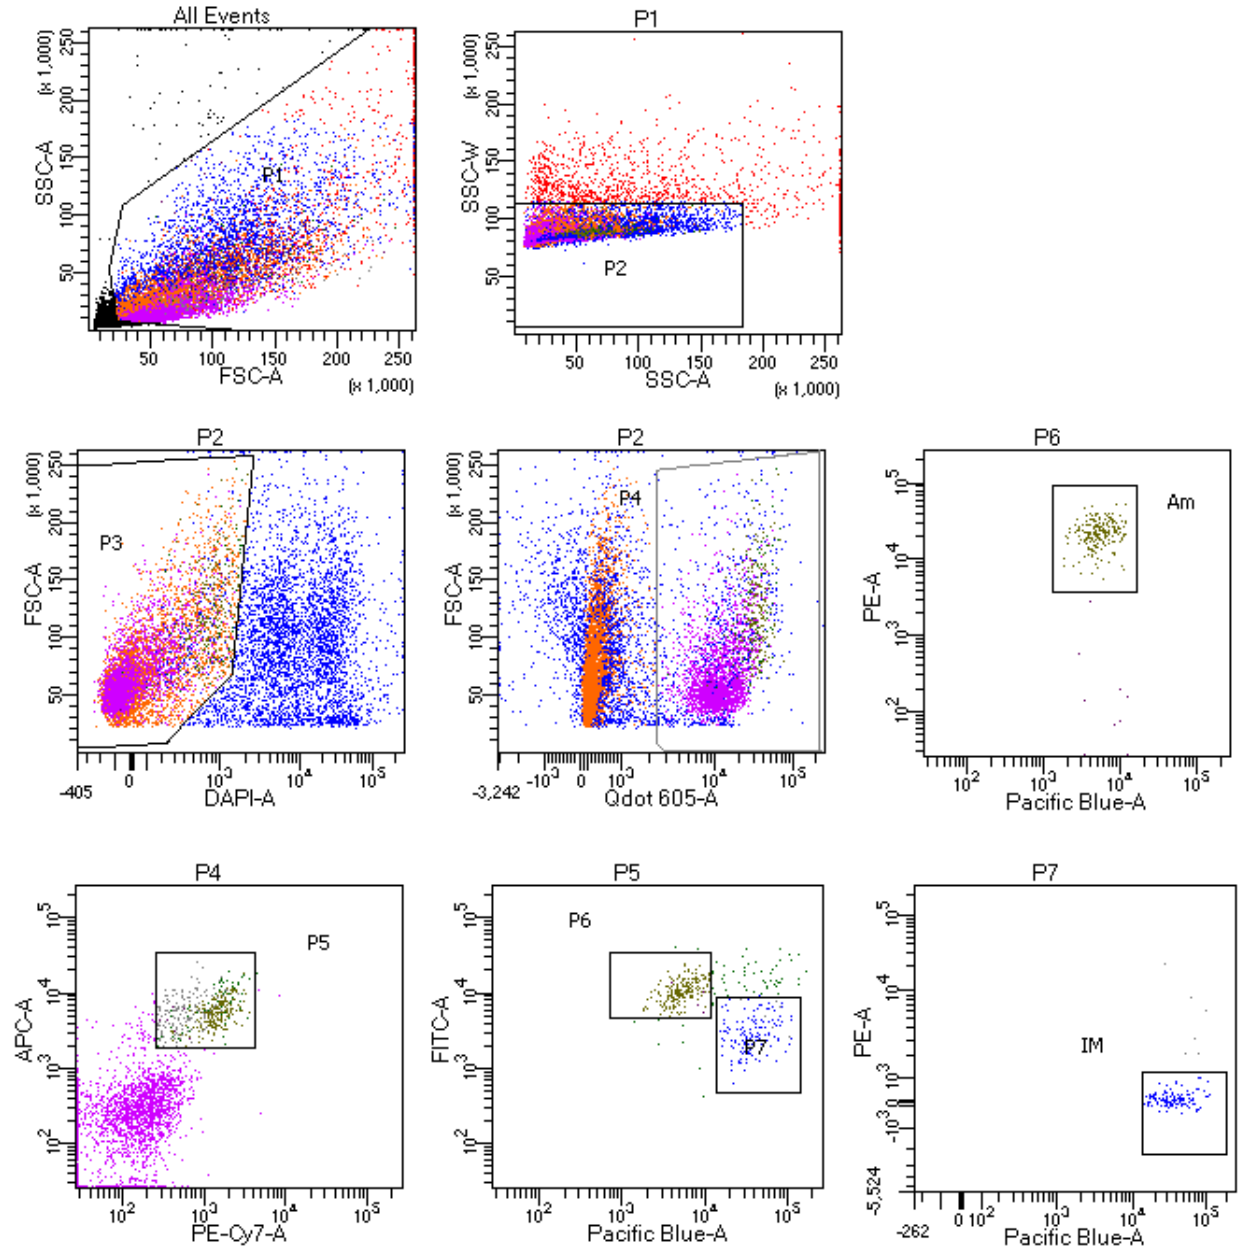 All Events
(x 1,000)
SSC-A
50 100 150 200 250
P1
50 100 150 200 250
FSC-A
(x 1,000)
P1
(x 1,000)
SSC-W
50 100 150 200 250
P2
50 100 150 200 250
SSC-A
(x 1,000)
P2
(x 1,000)
FSC-A
50 100 150 200 250
P3
-405 0 10³ 10⁴ 10⁵
DAPI-A
P2
(x 1,000)
FSC-A
50 100 150 200 250
P4
-3,242 -10³ 0 10³ 10⁴ 10⁵
Qdot 605-A
P6
PE-A
10² 10³ 10⁴ 10⁵
Am
10² 10³ 10⁴ 10⁵
Pacific Blue-A
P4
APC-A
10² 10³ 10⁴ 10⁵
P5
10² 10³ 10⁴ 10⁵
PE-Cy7-A
P5
FITC-A
10² 10³ 10⁴ 10⁵
P6
P7
10² 10³ 10⁴ 10⁵
Pacific Blue-A
P7
PE-A
-5,524 -10³ 0 10³ 10⁴ 10⁵
IM
-262 0 10² 10³ 10⁴ 10⁵
Pacific Blue-A